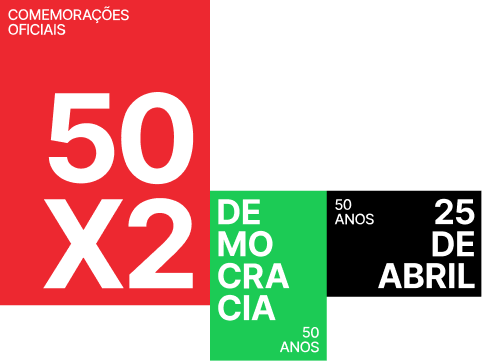 COMEMORAÇÕES
OFICIAIS
50
X2
DE
MO
CRA
CIA
50
ANOS
50
ANOS
25
DE
ABRIL